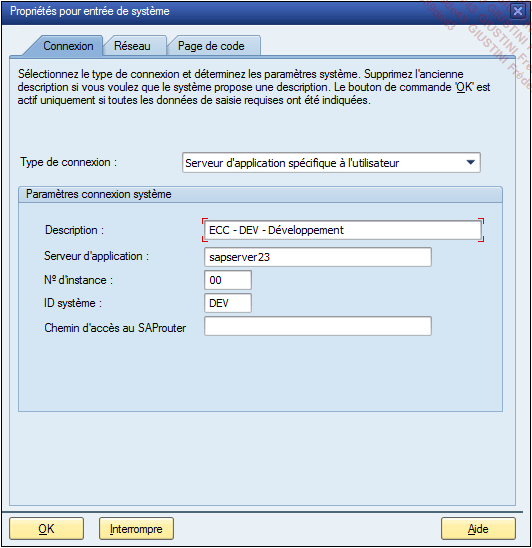 Propriétés pour entrée de système
Connexion
Réseau
Page de code
Sélectionnez le type de connexion et déterminez les paramètres système. Supprimez l'ancienne
description si vous voulez que le système propose une description. Le bouton de commande 'OK' est
actif uniquement si toutes les données de saisie requises ont été indiquées.
Type de connexion :
Serveur d'application spécifique à l'utilisateur
Paramètres connexion système
Description :
ECC - DEV - Développement
Serveur d'application :
sapserver23
Nº d'instance :
00
ID système :
DEV
Chemin d'accès au SAProuter
OK
Interrompre
Aide